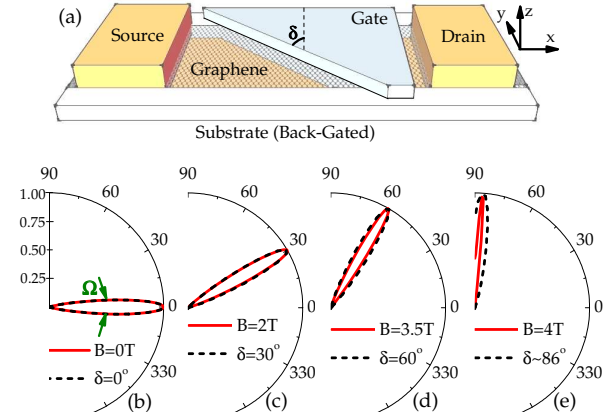 (a)
Source
Gate
δ
Drain
Graphene
Substrate (Back-Gated)
z
y
x
90
60
30
0
330
1.00
0.75
0.50
0.25
Ω
B=0T
δ=0°
(b)
90
60
30
0
330
B=2T
δ=30°
(c)
90
60
30
0
330
B=3.5T
δ=60°
(d)
90
60
30
0
330
B=4T
δ~86°
(e)